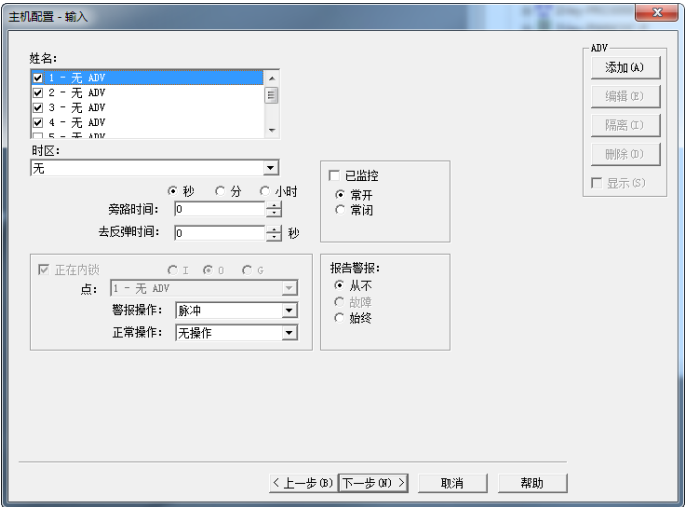 主机配置 - 输入
姓名:
1 - 无 ADV
2 - 无 ADV
3 - 无 ADV
4 - 无 ADV
5 - 无 ADV
ADV
添加(A)
编辑(E)
隔离(I)
删除(D)
显示(S)
时区:
无
秒 分 小时
旁路时间: 0
去反弹时间: 0 秒
已监控
常开
常闭
正在内锁 I O G
点: 1 - 无 ADV
警报操作: 脉冲
正常操作: 无操作
报告警报:
从不
故障
始终
< 上一步(B) 下一步(N) > 取消 帮助